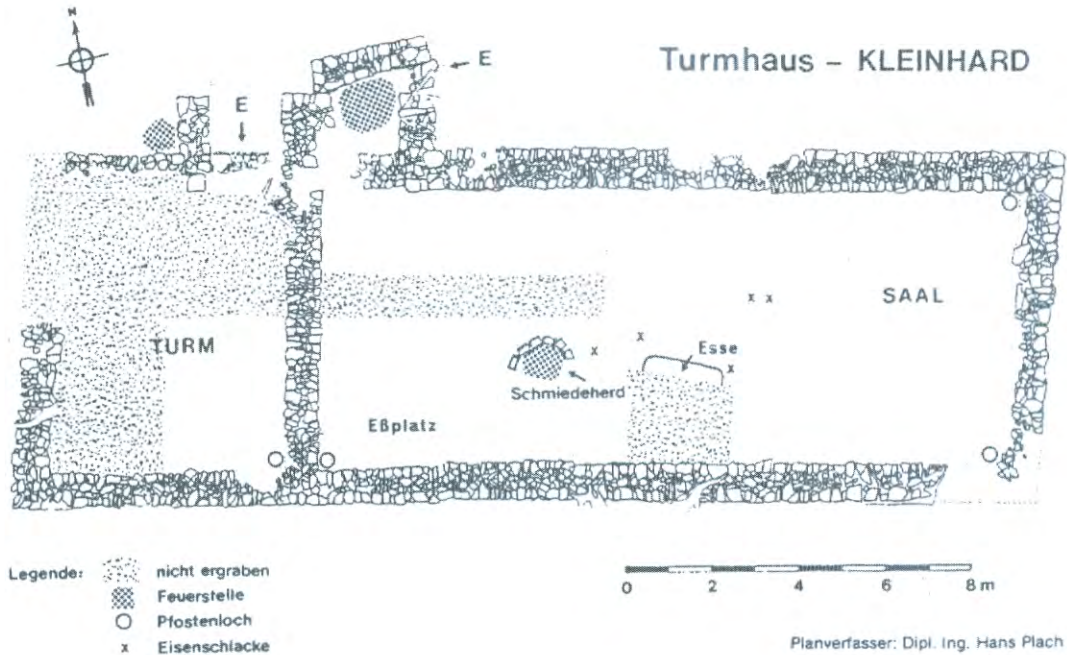 N
Turmhaus – KLEINHARD
E
E
SAAL
TURM
x x
x
x
Esse
x
Schmiedeherd
Eßplatz
Legende:
nicht ergraben
Feuerstelle
Pfostenloch
x Eisenschlacke
0 2 4 6 8 m
Planverfasser: Dipl. Ing. Hans Plach